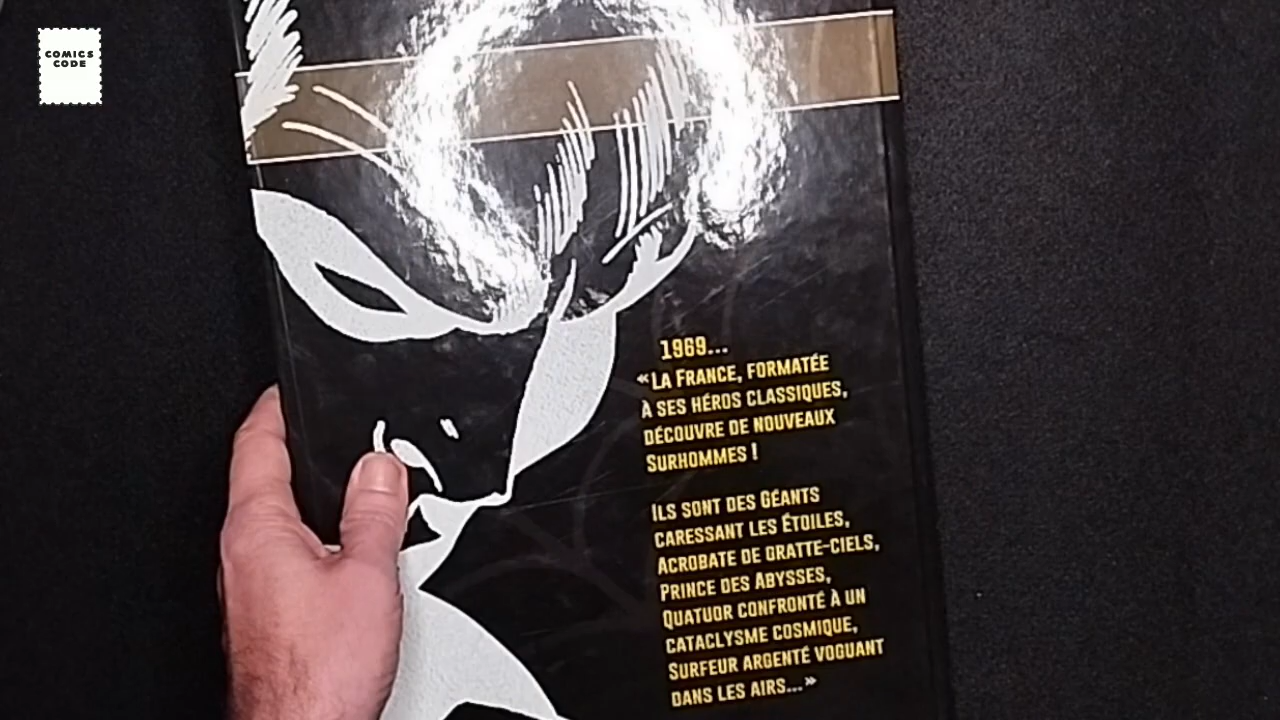 COMICS
CODE
1969...
«LA FRANCE, FORMATÉE
À SES HÉROS CLASSIQUES,
DÉCOUVRE DE NOUVEAUX
SURHOMMES !
ILS SONT DES GÉANTS
CARESSANT LES ÉTOILES,
ACROBATE DE GRATTE-CIELS,
PRINCE DES ABYSSES,
QUATUOR CONFRONTÉ À UN
CATACLYSME COSMIQUE,
SURFEUR ARGENTÉ VOGUANT
DANS LES AIRS...»